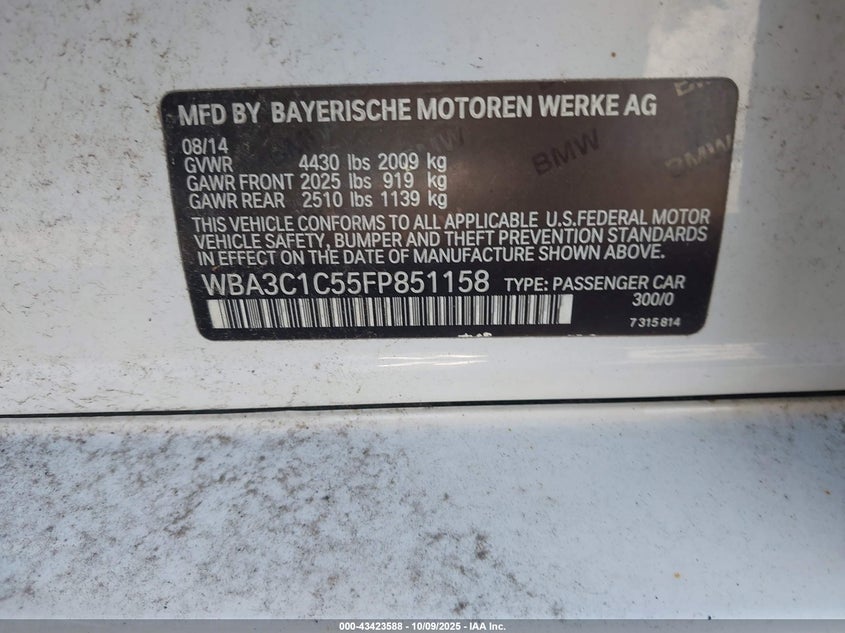 MFD BY BAYERISCHE MOTOREN WERKE AG
08/14
GVWR 4430 lbs 2009 kg
GAWR FRONT 2025 lbs 919 kg
GAWR REAR 2510 lbs 1139 kg
THIS VEHICLE CONFORMS TO ALL APPLICABLE U.S.FEDERAL MOTOR
VEHICLE SAFETY, BUMPER AND THEFT PREVENTION STANDARDS
IN EFFECT ON THE DATE OF MANUFACTURE SHOWN ABOVE.
WBA3C1C55FP851158 TYPE: PASSENGER CAR
300/0
7 315 814
BMW
BMW
000-43423588 | 10/09/2025 | IAA Inc.